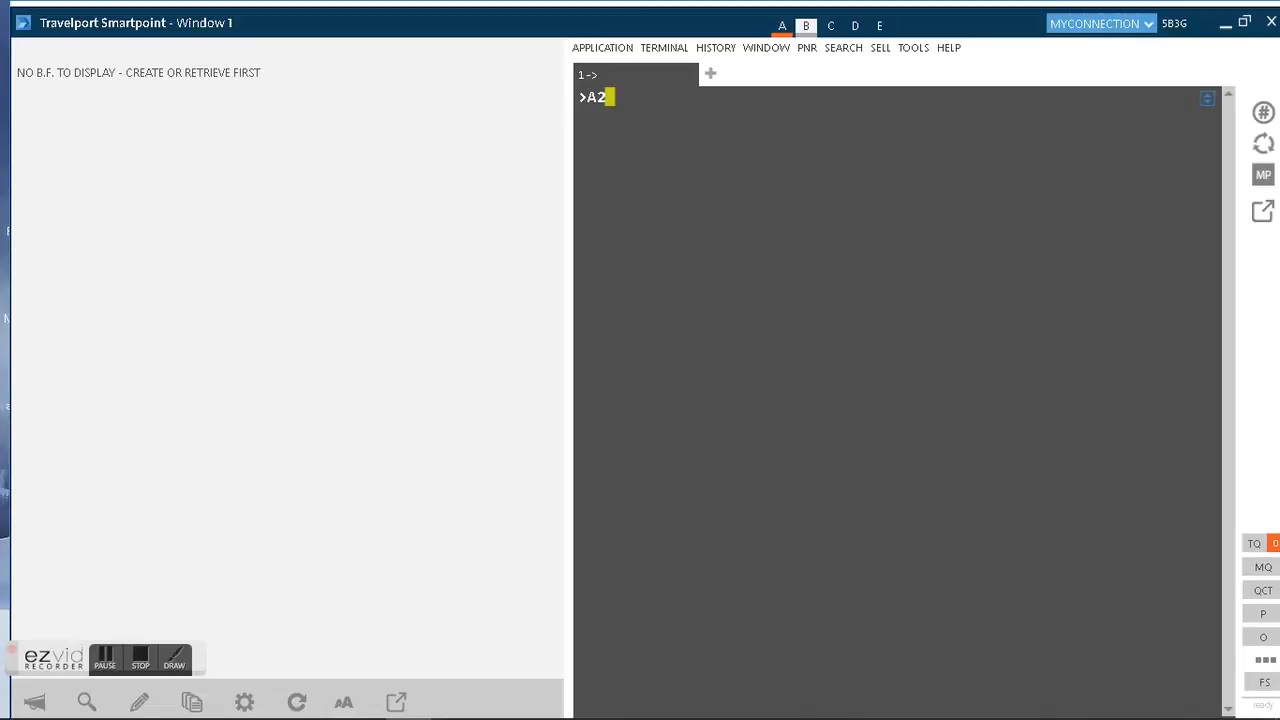 Travelport Smartpoint - Window 1
A B C D E
MYCONNECTION 5B3G
APPLICATION TERMINAL HISTORY WINDOW PNR SEARCH SELL TOOLS HELP
NO B.F. TO DISPLAY - CREATE OR RETRIEVE FIRST
1->
>A2
#
MP
TQ 0
MQ
QCT
P
O
FS
ready
ezvid
RECORDER
PAUSE STOP DRAW
AA